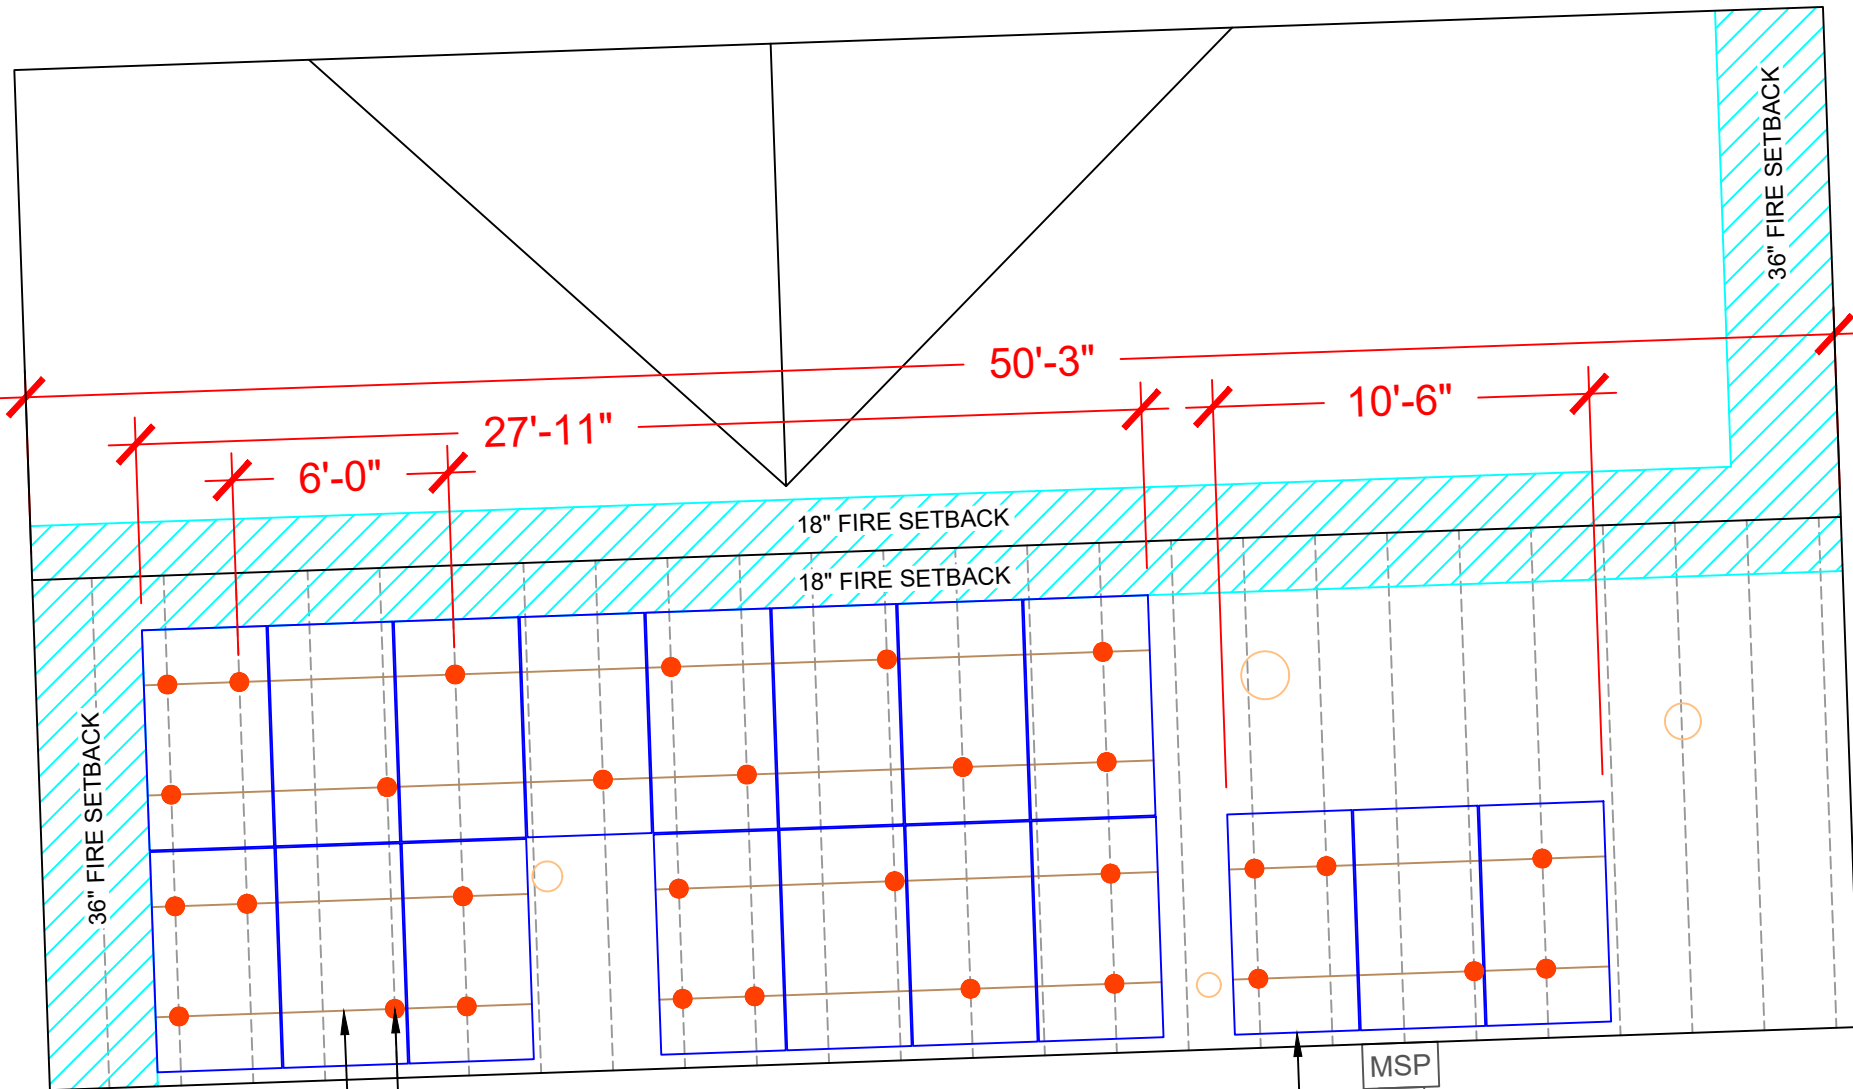 36" FIRE SETBACK
50'-3"
10'-6"
27'-11"
6'-0"
18" FIRE SETBACK
18" FIRE SETBACK
36" FIRE SETBACK
MSP